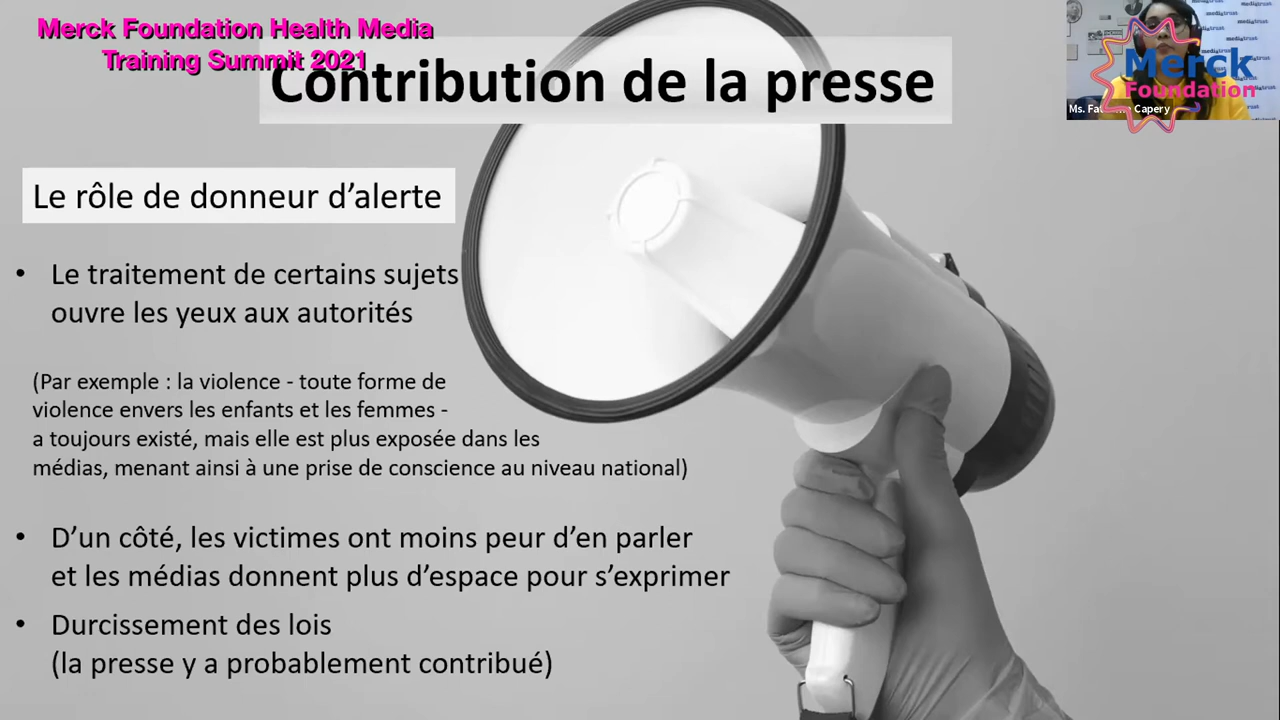 Merck Foundation Health Media
Training Summit 2021
Contribution de la presse
Merck
Foundation
Capery
Le rôle de donneur d’alerte
• Le traitement de certains sujets
ouvre les yeux aux autorités
(Par exemple : la violence - toute forme de
violence envers les enfants et les femmes -
a toujours existé, mais elle est plus exposée dans les
médias, menant ainsi à une prise de conscience au niveau national)
• D’un côté, les victimes ont moins peur d’en parler
et les médias donnent plus d’espace pour s’exprimer
• Durcissement des lois
(la presse y a probablement contribué)